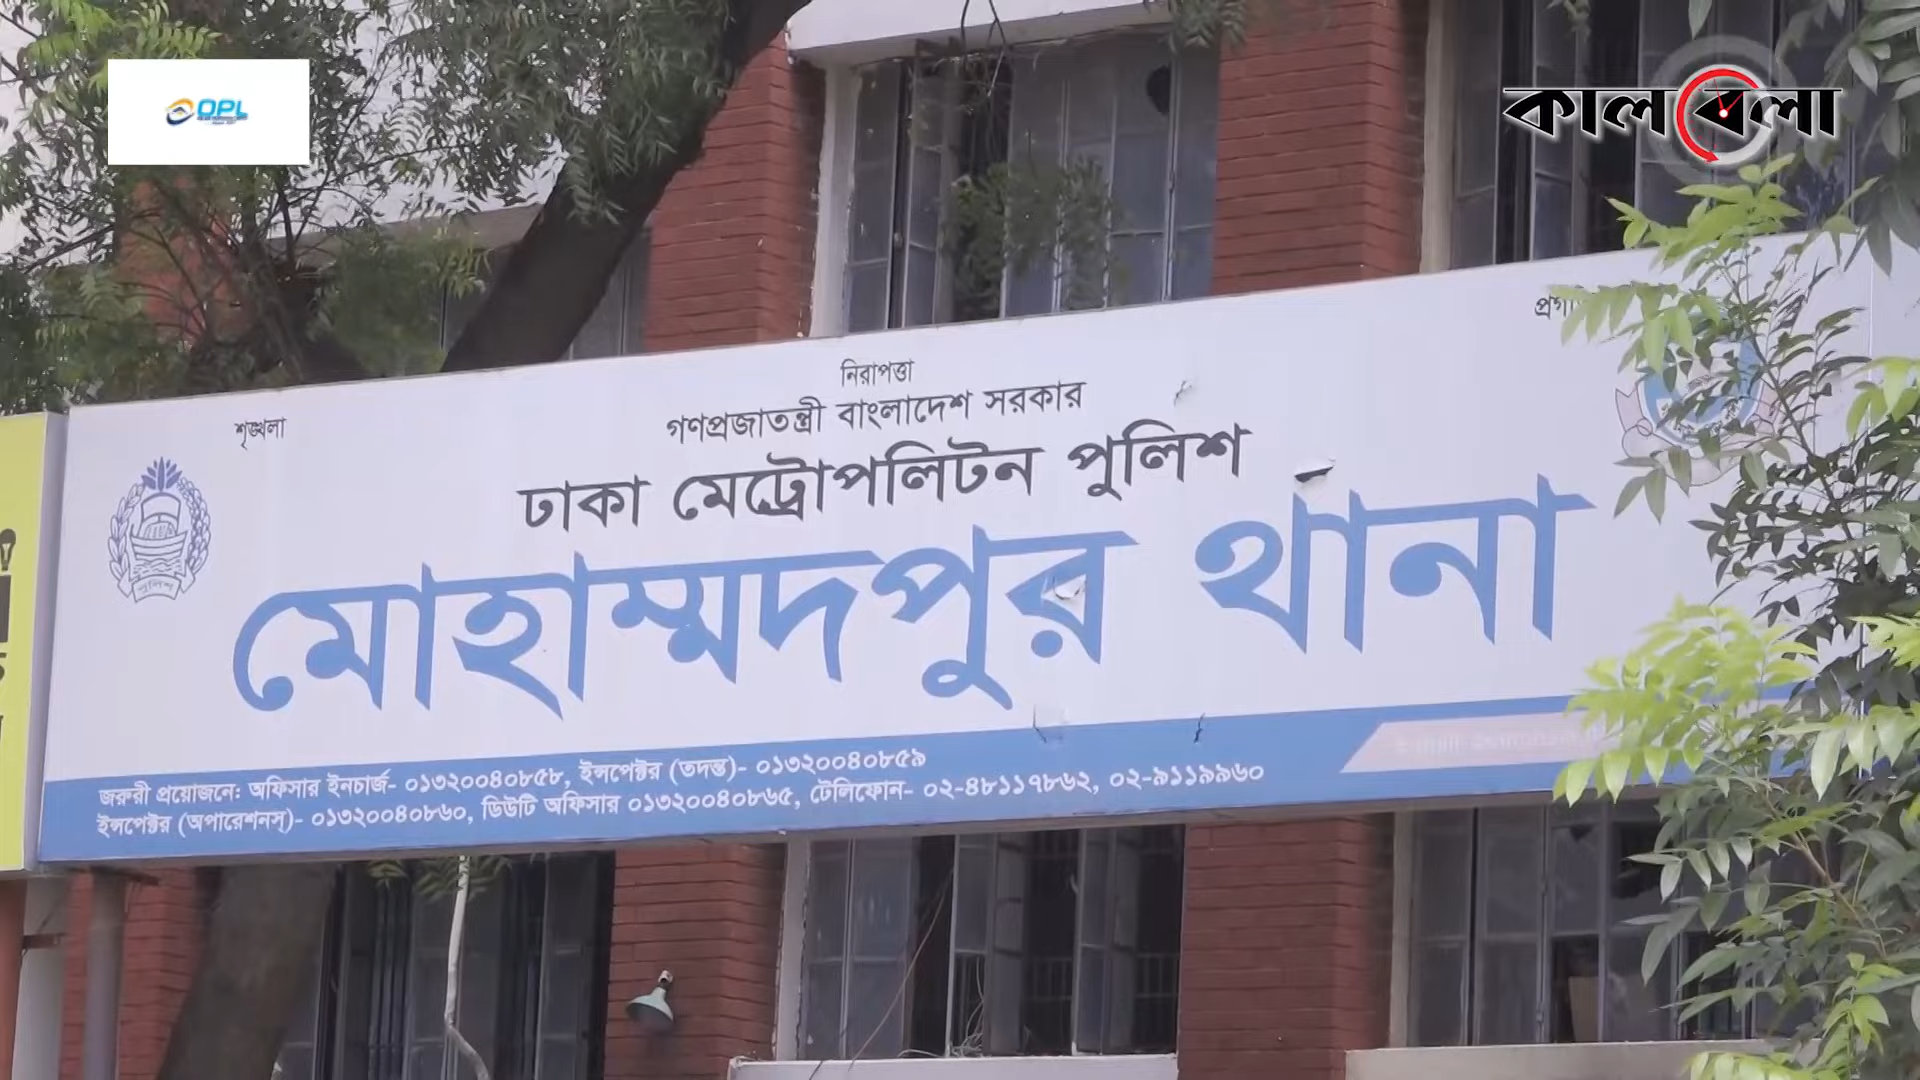 OPL
কালবেলা
নিরাপত্তা
শৃঙ্খলা
গণপ্রজাতন্ত্রী বাংলাদেশ সরকার
ঢাকা মেট্রোপলিটন পুলিশ
মোহাম্মদপুর থানা
পুলিশ
জরুরী প্রয়োজনে: অফিসার ইনচার্জ- ০১৩২০০৪০৮৫৮, ইন্সপেক্টর (তদন্ত)- ০১৩২০০৪০৮৫৯
ইন্সপেক্টর (অপারেশনস্)- ০১৩২০০৪০৮৬০, ডিউটি অফিসার ০১৩২০০৪০৮৬৫, টেলিফোন- ০২-৪৮১১৭৮৬২, ০২-৯১১৯৯৬০